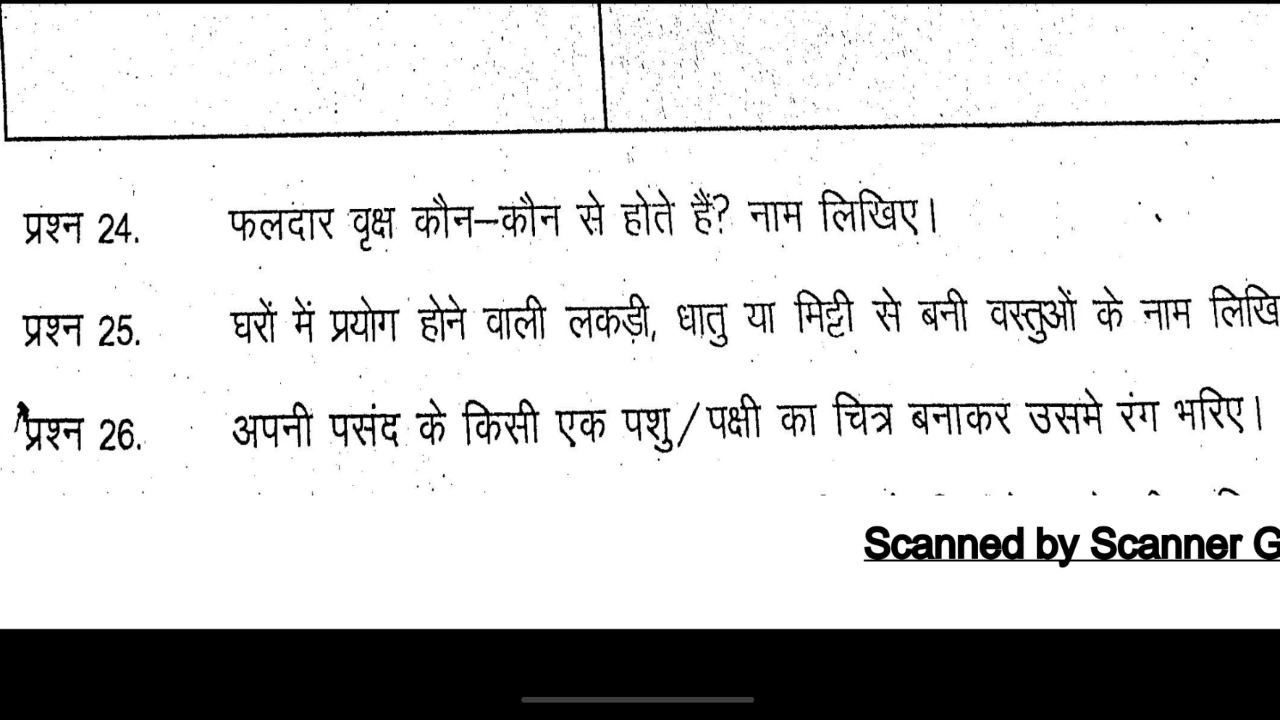 प्रश्न 24. फलदार वृक्ष कौन–कौन से होते हैं? नाम लिखिए।
प्रश्न 25. घरों में प्रयोग होने वाली लकड़ी, धातु या मिट्टी से बनी वस्तुओं के नाम
प्रश्न 26. अपनी पसंद के किसी एक पशु/पक्षी का चित्र बनाकर उसमे रंग भरिए।
Scanned by Scanner